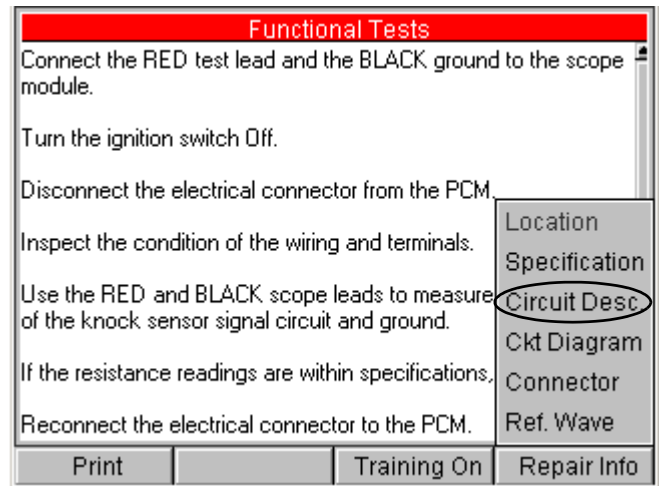 Functional Tests
Connect the RED test lead and the BLACK ground to the scope
module.
Turn the ignition switch Off.
Disconnect the electrical connector from the PCM.
Inspect the condition of the wiring and terminals.
Use the RED and BLACK scope leads to measure
of the knock sensor signal circuit and ground.
If the resistance readings are within specifications,
Reconnect the electrical connector to the PCM.
Location
Specification
Circuit Desc.
Ckt Diagram
Connector
Ref. Wave
Print
Training On
Repair Info